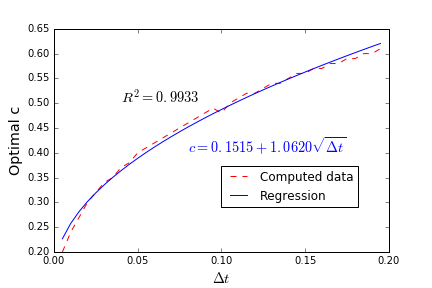 0.65
0.60
0.55
0.50
0.45
0.40
0.35
0.30
0.25
0.20
Optimal c
R² = 0.9933
c = 0.1515 + 1.0620√Δt
Computed data
Regression
0.00 0.05 0.10 0.15 0.20
Δt